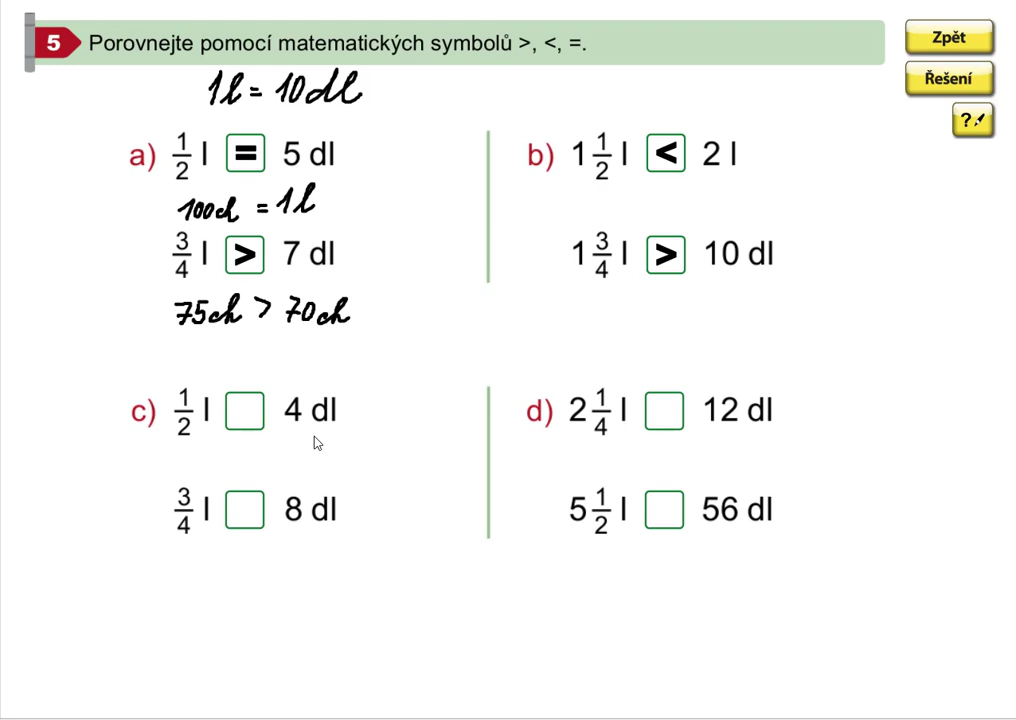 5 Porovnejte pomocí matematických symbolů >, <, =.
Zpět
Řešení
?
1l = 10dl
a) 1/2 l = 5 dl
100cl = 1l
3/4 l > 7 dl
75cl > 70cl
b) 1 1/2 l < 2 l
1 3/4 l > 10 dl
c) 1/2 l 4 dl
3/4 l 8 dl
d) 2 1/4 l 12 dl
5 1/2 l 56 dl